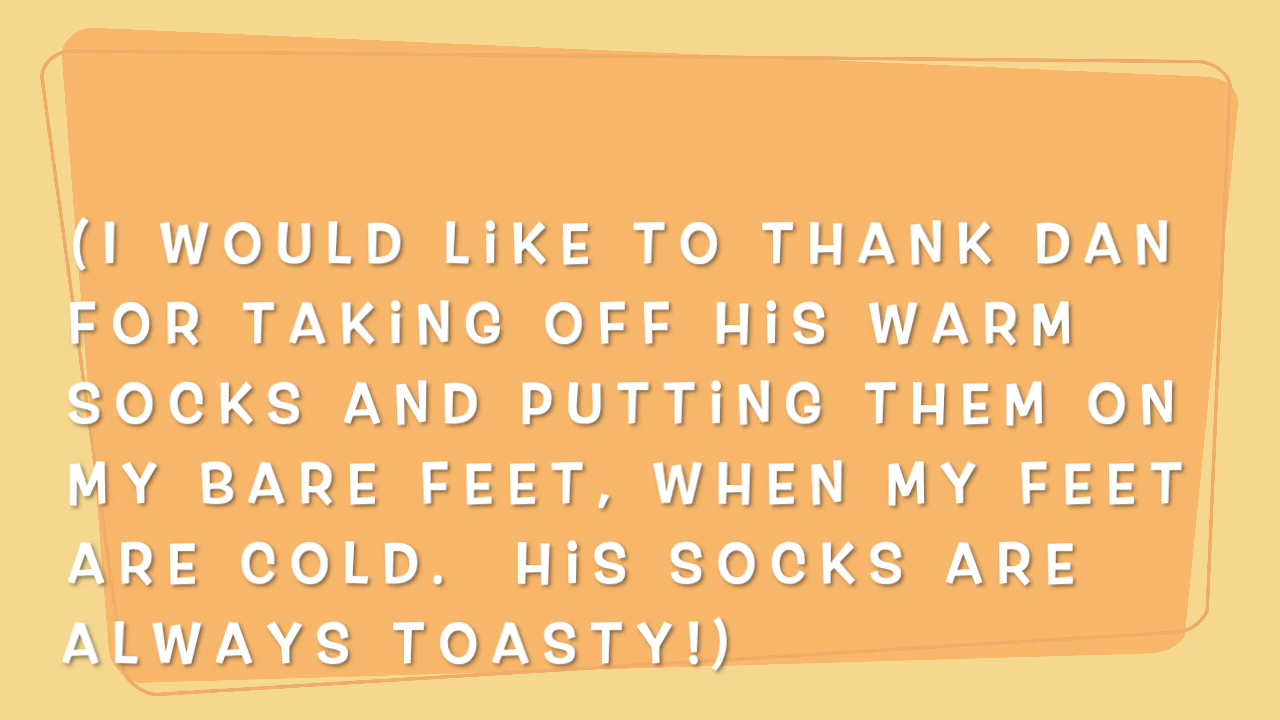 (I WOULD LiKE TO THANK DAN
FOR TAKiNG OFF HiS WARM
SOCKS AND PUTTiNG THEM ON
MY BARE FEET, WHEN MY FEET
ARE COLD.  HiS SOCKS ARE
ALWAYS TOASTY!)